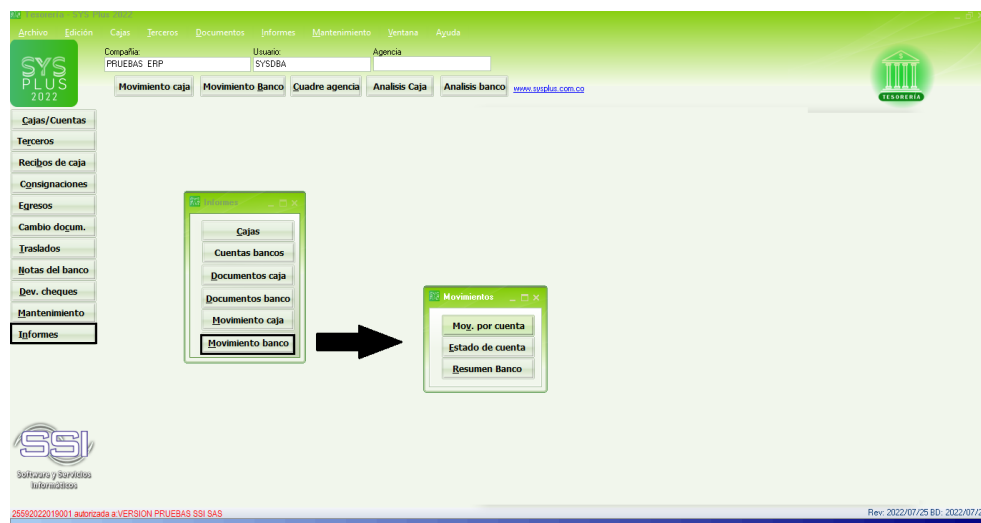 Tesorería - SYS Plus 2022
Archivo Edición Cajas Terceros Documentos Informes Mantenimiento Ventana Ayuda
Compañia: Usuario: Agencia
PRUEBAS ERP SYSDBA
SYS
PLUS
2022
Movimiento caja Movimiento Banco Cuadre agencia Analisis Caja Analisis banco www.sysplus.com.co
TESORERÍA
Cajas/Cuentas
Terceros
Recibos de caja
Consignaciones
Egresos
Cambio docum.
Traslados
Notas del banco
Dev. cheques
Mantenimiento
Informes
Informes
Cajas
Cuentas bancos
Documentos caja
Documentos banco
Movimiento caja
Movimiento banco
Movimientos
Mov. por cuenta
Estado de cuenta
Resumen Banco
SSI
Software y Servicios
Informáticos
25592022019001 autorizada a:VERSION PRUEBAS SSI SAS
Rev: 2022/07/25 BD: 2022/07/2